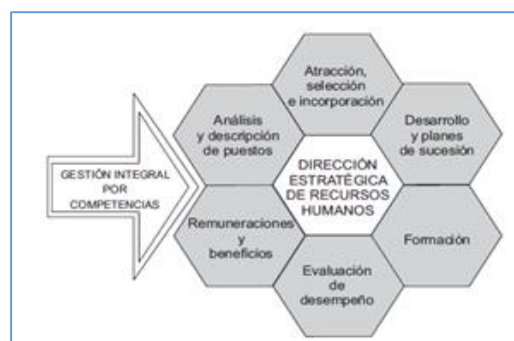 Atracción,
selección
e incorporación
Análisis
y descripción
de puestos
Desarrollo
y planes
de sucesión
DIRECCIÓN
ESTRATÉGICA
DE RECURSOS
HUMANOS
GESTIÓN INTEGRAL
POR
COMPETENCIAS
Remuneraciones
y
beneficios
Formación
Evaluación
de
desempeño